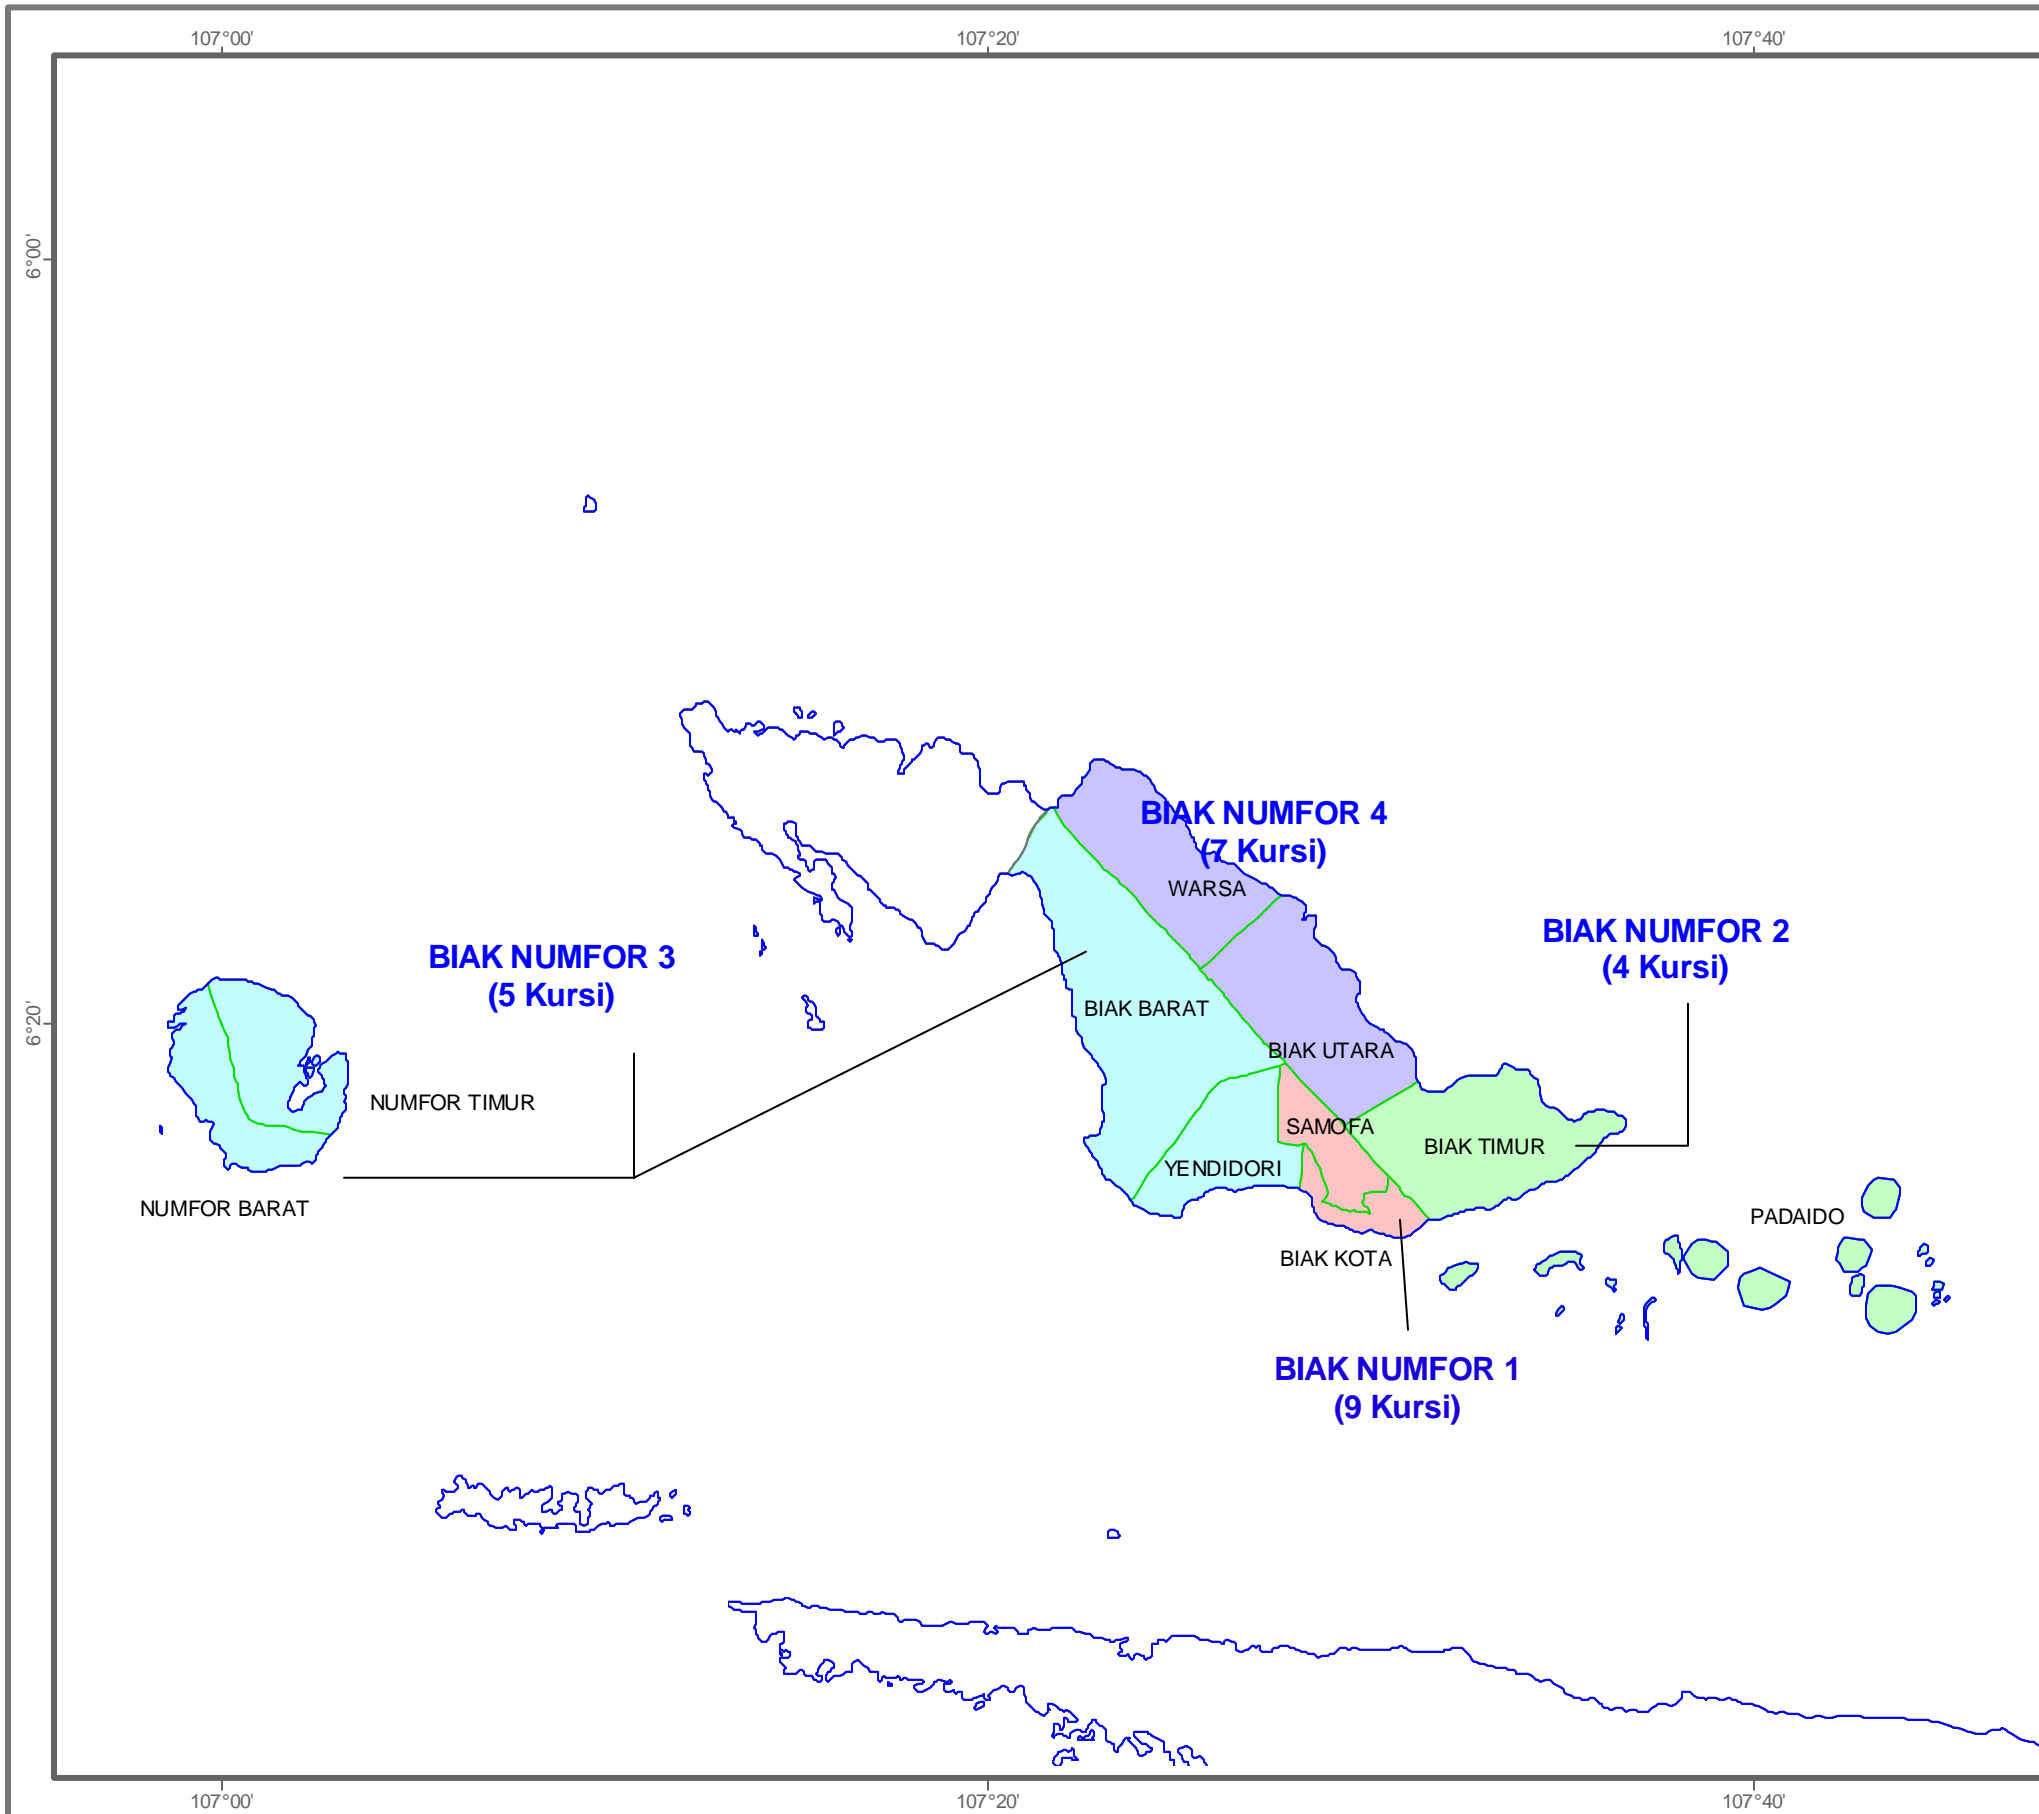 107°00'
107°20'
107°40'
6°00'
BIAK NUMFOR 4
(7 Kursi)
WARSA
BIAK NUMFOR 2
(4 Kursi)
BIAK NUMFOR 3
(5 Kursi)
6°20'
BIAK BARAT
BIAK UTARA
NUMFOR TIMUR
SAMOFA
BIAK TIMUR
YENDIDORI
NUMFOR BARAT
PADAIDO
BIAK KOTA
BIAK NUMFOR 1
(9 Kursi)
107°00'
107°20'
107°40'